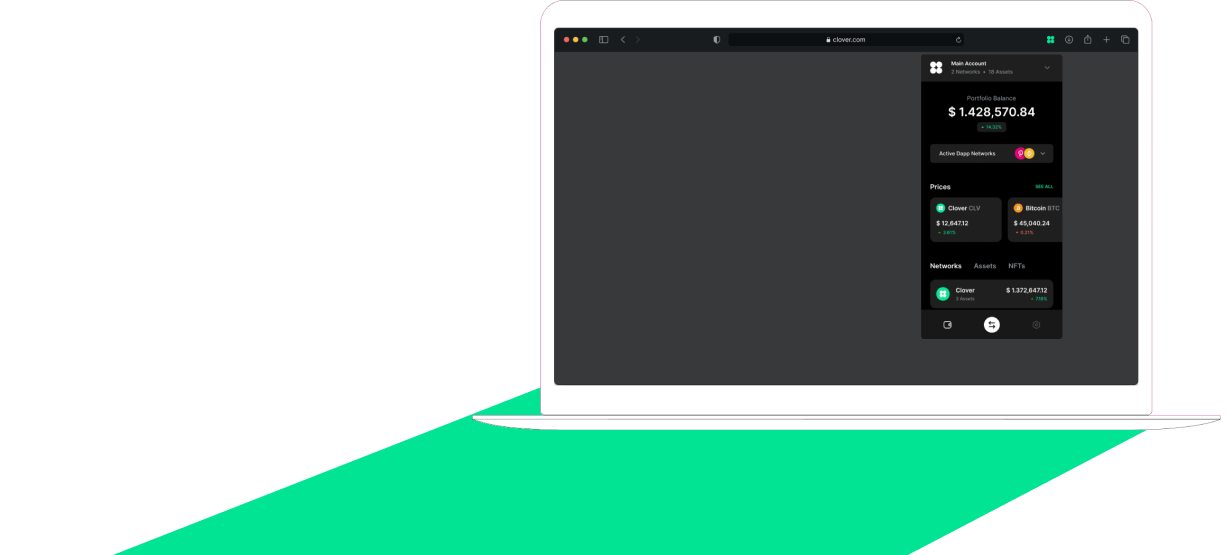 clover.com
Main Account
2 Networks • 18 Assets
Portfolio Balance
$ 1.428,570.84
+ 14,32%
Active Dapp Networks
Prices
SEE ALL
Clover CLV
Bitcoin BTC
$ 12,647.12
$ 45,040.24
+ 3.61%
+ 0.21%
Networks Assets NFTs
Clover
$ 1.372,647.12
2 Assets
+ 7.15%